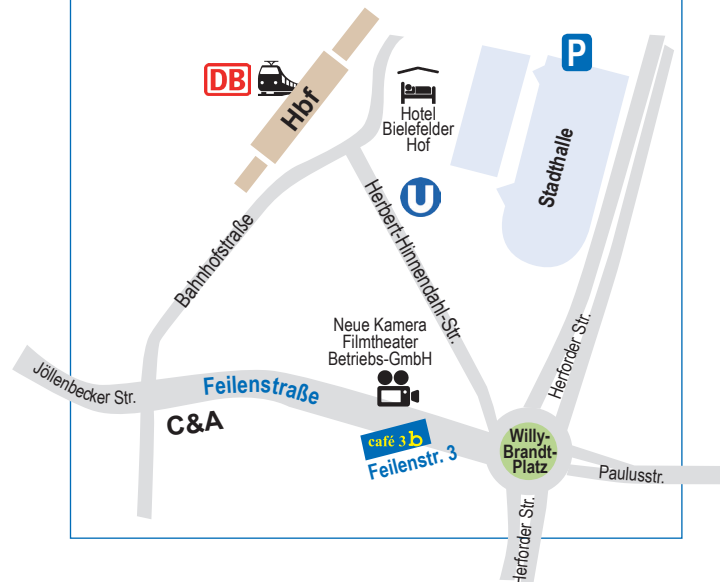 P
DB
Hbf
Hotel
Bielefelder
Hof
Stadthalle
U
Bahnhofstraße
Herbert-Hinnendahl-Str.
Neue Kamera
Filmtheater
Betriebs-GmbH
Herforder Str.
Jöllenbecker Str.
Feilenstraße
C&A
café 3b
Feilenstr. 3
Willy-
Brandt-
Platz
Paulusstr.
Herforder Str.